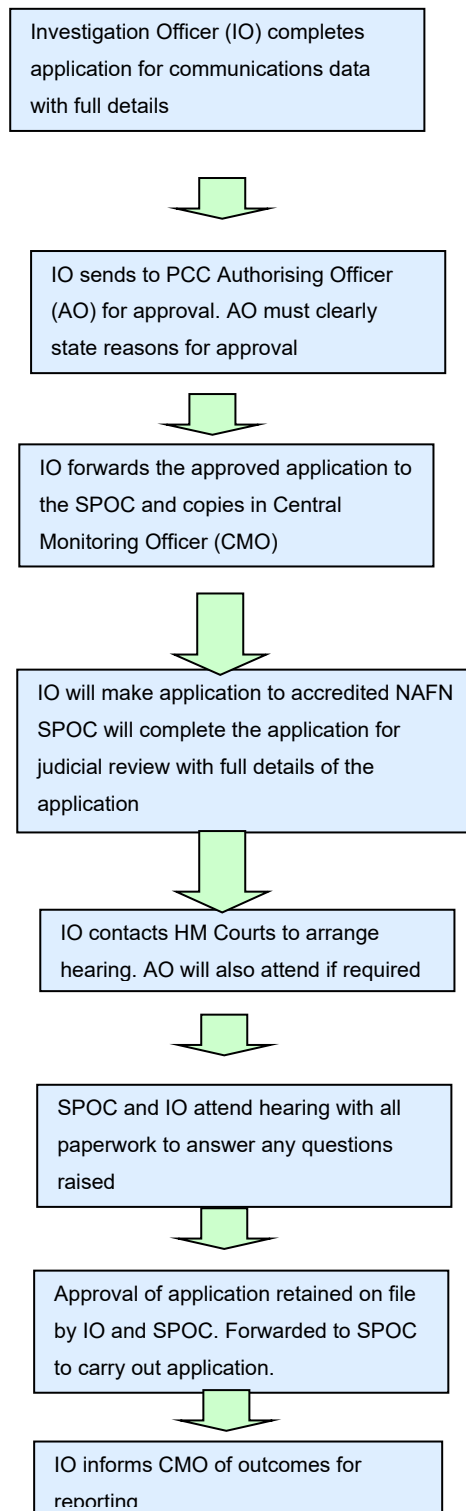 Investigation Officer (IO) completes
application for communications data
with full details
IO sends to PCC Authorising Officer
(AO) for approval. AO must clearly
state reasons for approval
IO forwards the approved application to
the SPOC and copies in Central
Monitoring Officer (CMO)
IO will make application to accredited NAFN
SPOC will complete the application for
judicial review with full details of the
application
IO contacts HM Courts to arrange
hearing. AO will also attend if required
SPOC and IO attend hearing with all
paperwork to answer any questions
raised
Approval of application retained on file
by IO and SPOC. Forwarded to SPOC
to carry out application.
IO informs CMO of outcomes for
reporting